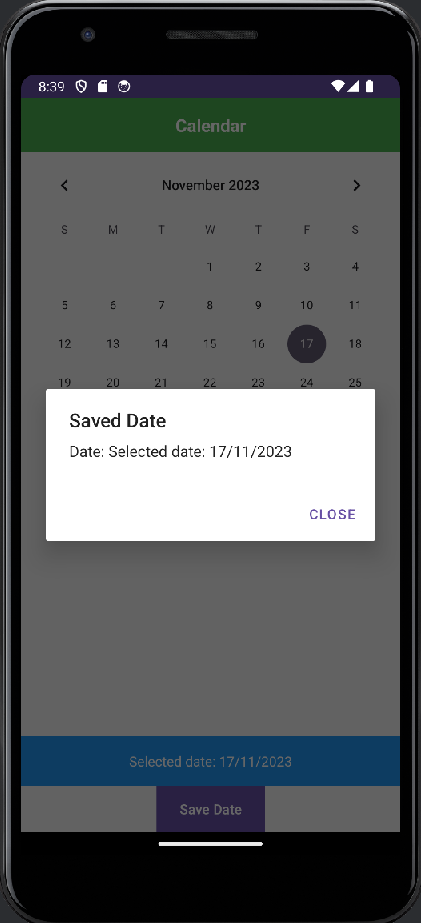 8:39
Calendar
November 2023
S M T W T F S
1 2 3 4
5 6 7 8 9 10 11
12 13 14 15 16 17 18
19 20 21 22 23 24 25
Saved Date
Date: Selected date: 17/11/2023
CLOSE
Selected date: 17/11/2023
Save Date